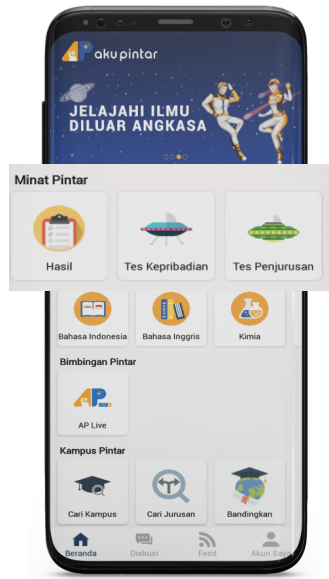 aku pintar
JELAJAHI ILMU
DILUAR ANGKASA
Minat Pintar
Hasil
Tes Kepribadian
Tes Penjurusan
Bahasa Indonesia
Bahasa Inggris
Kimia
Bimbingan Pintar
AP.
AP Live
Kampus Pintar
Cari Kampus
Cari Jurusan
Bandingkan
Beranda
Diskusi
Feed
Akun Saya